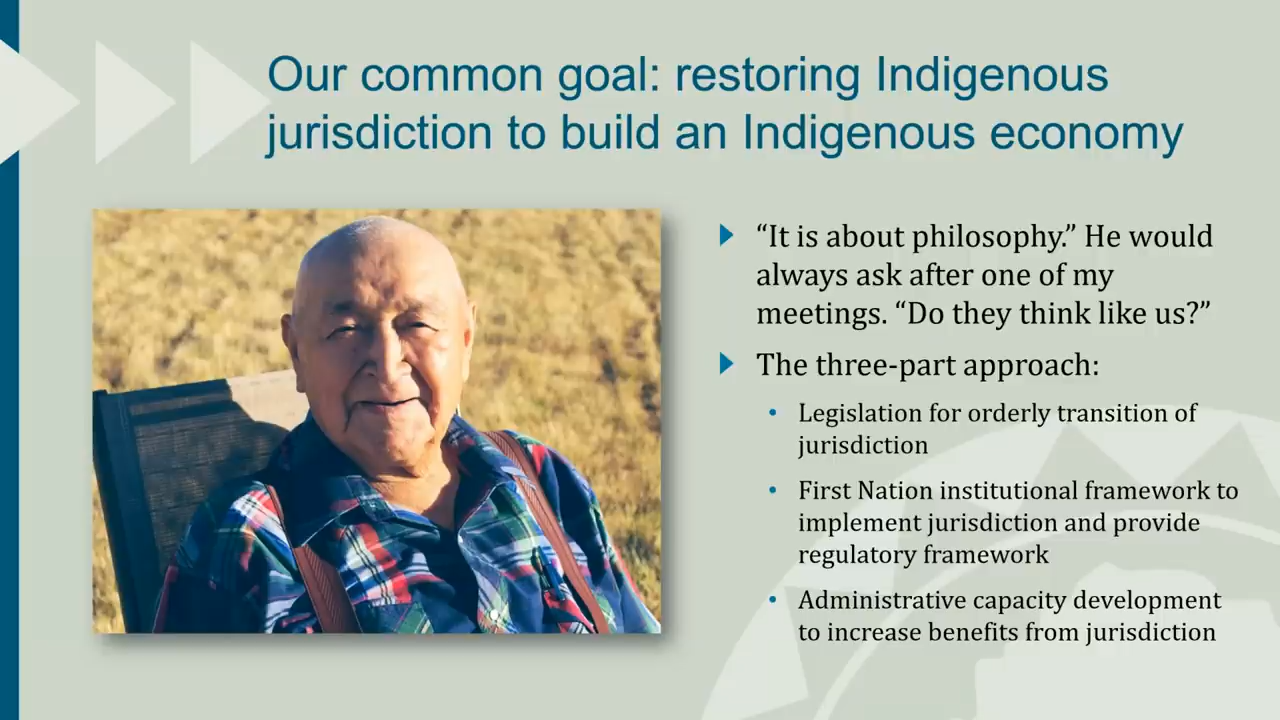 Our common goal: restoring Indigenous
jurisdiction to build an Indigenous economy
“It is about philosophy.” He would
always ask after one of my
meetings. “Do they think like us?”
The three-part approach:
Legislation for orderly transition of
jurisdiction
First Nation institutional framework to
implement jurisdiction and provide
regulatory framework
Administrative capacity development
to increase benefits from jurisdiction